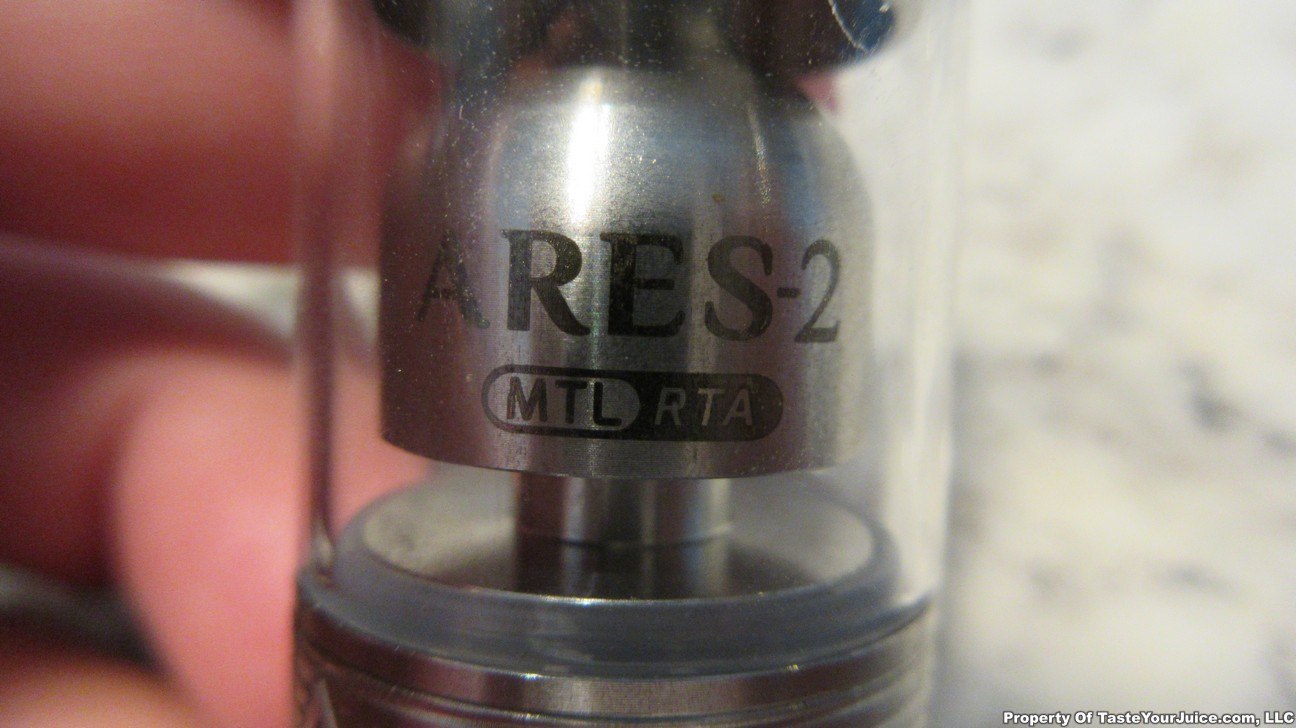 ARES-2
MTL RTA
Property Of TasteYourJuice.com, LLC